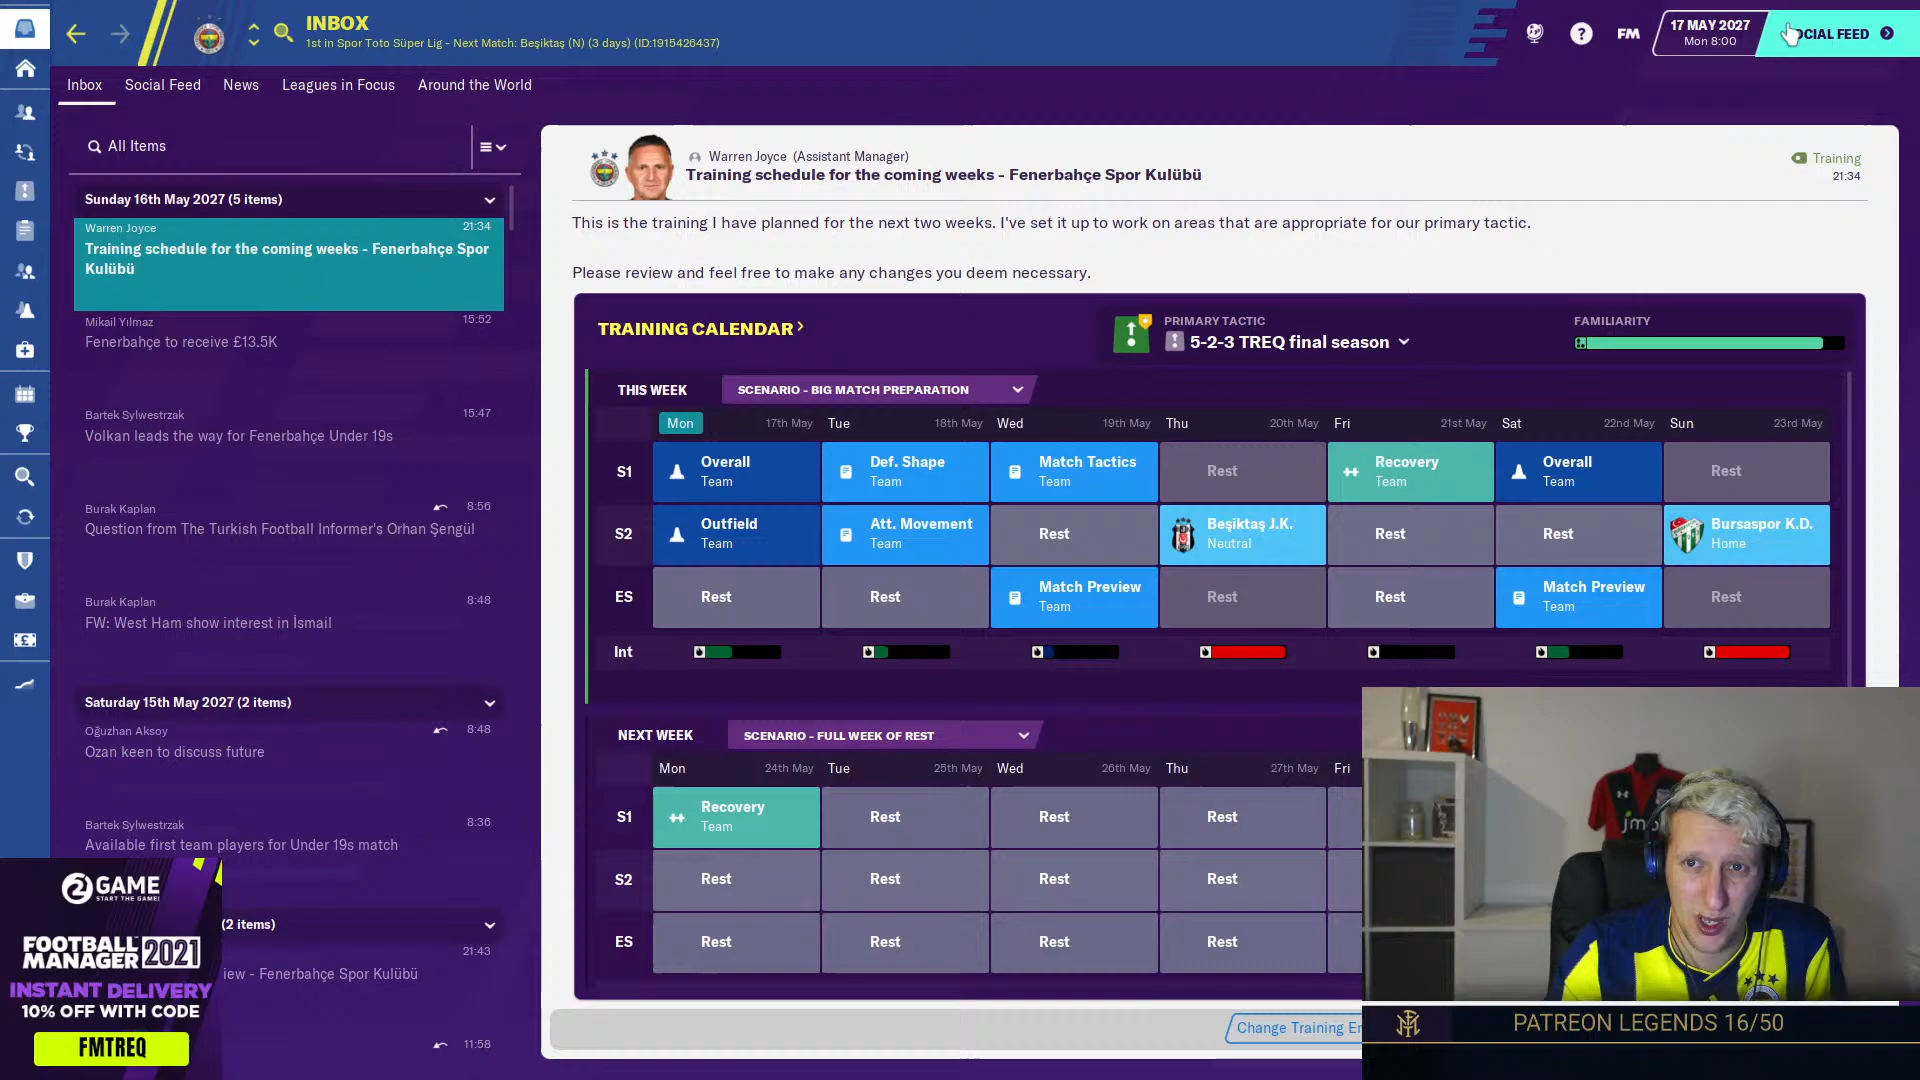 INBOX
1st in Spor Toto Süper Lig - Next Match: Beşiktaş (N) (3 days) (ID:1915426437)
FM
17 MAY 2027
Mon 8:00
OCIAL FEED
Inbox Social Feed News Leagues in Focus Around the World
All Items
Sunday 16th May 2027 (5 items)
Warren Joyce 21:34
Training schedule for the coming weeks - Fenerbahçe Spor
Kulübü
Mikail Yılmaz 15:52
Fenerbahçe to receive £13.5K
Bartek Sylwestrzak 15:47
Volkan leads the way for Fenerbahçe Under 19s
Burak Kaplan 8:56
Question from The Turkish Football Informer's Orhan Şengül
Burak Kaplan 8:48
FW: West Ham show interest in İsmail
Saturday 15th May 2027 (2 items)
Oğuzhan Aksoy 8:48
Ozan keen to discuss future
Bartek Sylwestrzak 8:36
Available first team players for Under 19s match
(2 items)
21:43
iew - Fenerbahçe Spor Kulübü
11:58
2GAME
START THE GAME!
FOOTBALL
MANAGER 2021
INSTANT DELIVERY
10% OFF WITH CODE
FMTREQ
Warren Joyce (Assistant Manager)
Training schedule for the coming weeks - Fenerbahçe Spor Kulübü
Training
21:34
This is the training I have planned for the next two weeks. I've set it up to work on areas that are appropriate for our primary tactic.
Please review and feel free to make any changes you deem necessary.
TRAINING CALENDAR
PRIMARY TACTIC
5-2-3 TREQ final season
FAMILIARITY
THIS WEEK SCENARIO - BIG MATCH PREPARATION
Mon 17th May Tue 18th May Wed 19th May Thu 20th May Fri 21st May Sat 22nd May Sun 23rd May
S1 Overall Def. Shape Match Tactics Rest Recovery Overall Rest
Team Team Team Team Team
S2 Outfield Att. Movement Rest Beşiktaş J.K. Rest Rest Bursaspor K.D.
Team Team Neutral Home
ES Rest Rest Match Preview Rest Rest Match Preview Rest
Team Team
Int
NEXT WEEK SCENARIO - FULL WEEK OF REST
Mon 24th May Tue 25th May Wed 26th May Thu 27th May Fri
S1 Recovery Rest Rest Rest
Team
S2 Rest Rest Rest Rest
ES Rest Rest Rest Rest
Change Training E
PATREON LEGENDS 16/50